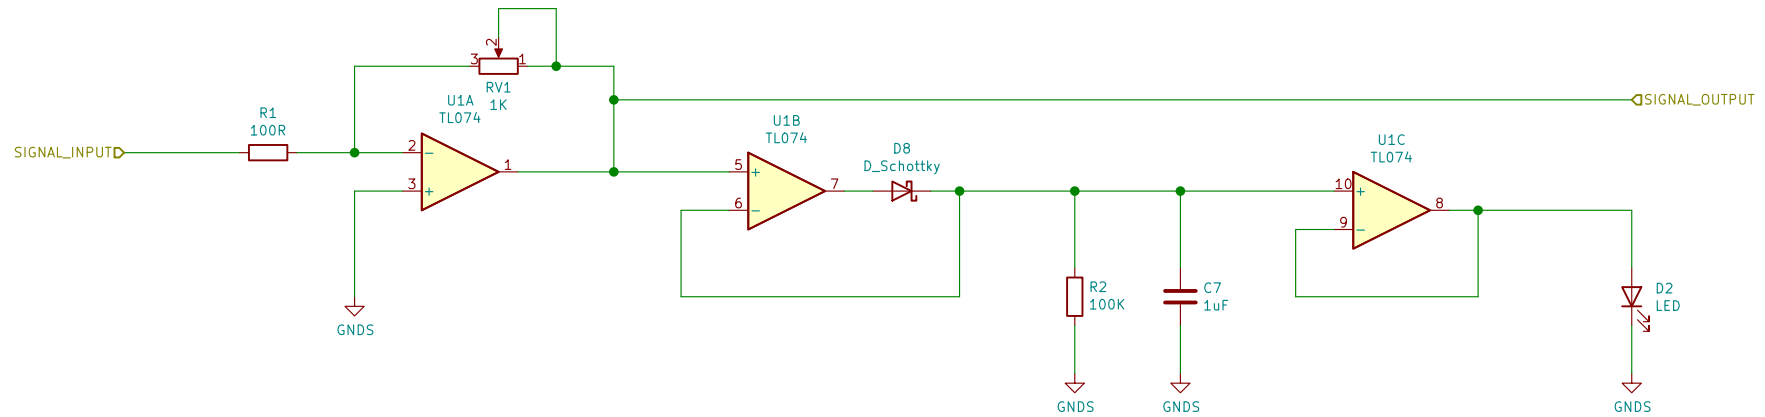 2
3
1
RV1
1K
U1A
TL074
SIGNAL_OUTPUT
R1
100R
SIGNAL_INPUT
2
−
3
+
1
U1B
TL074
5
+
6
−
7
D8
D_Schottky
U1C
TL074
10
+
9
−
8
R2
100K
C7
1uF
D2
LED
GNDS
GNDS
GNDS
GNDS